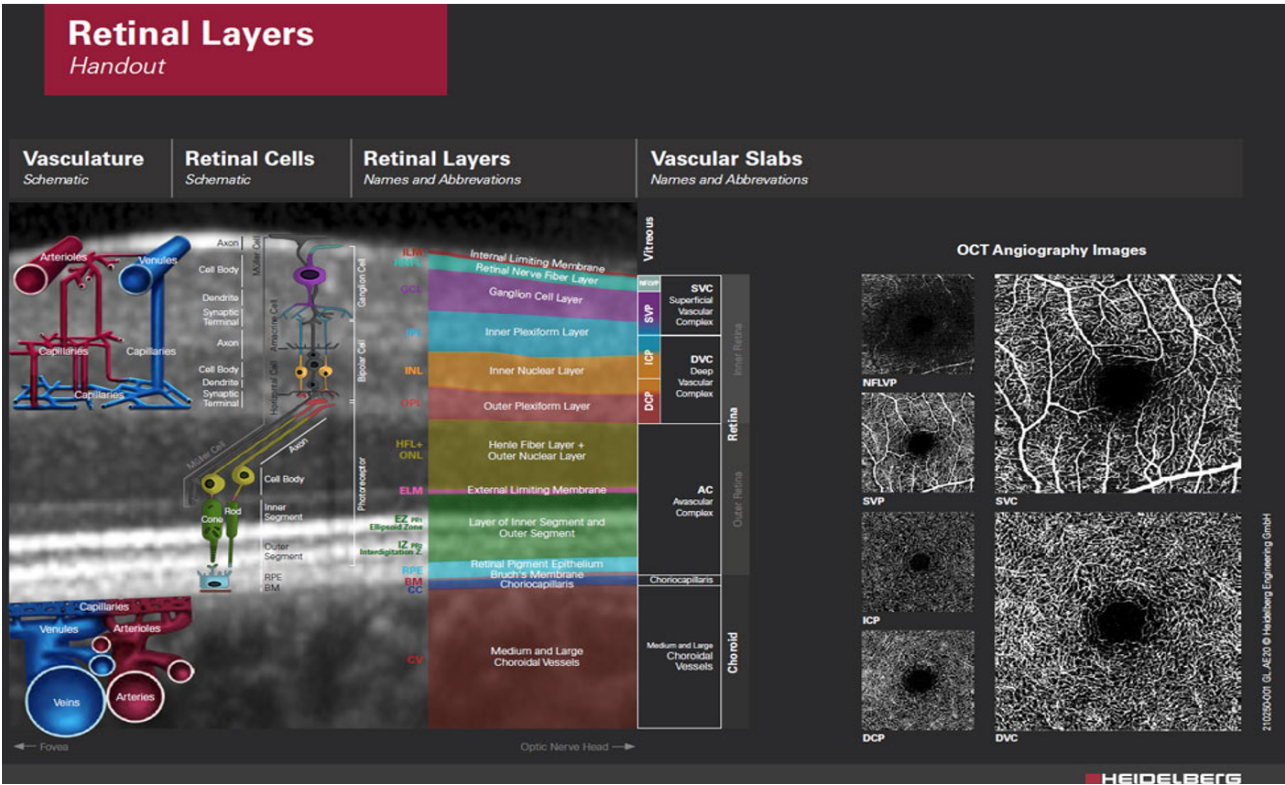 Retinal Layers
Handout
Vasculature
Schematic
Retinal Cells
Schematic
Retinal Layers
Names and Abbrevations
Vascular Slabs
Names and Abbrevations
Arterioles
Venules
Capillaries
Capillaries
Capillaries
Axon
Cell Body
Dendrite
Synaptic
Terminal
Axon
Cell Body
Dendrite
Synaptic
Terminal
Müller Cell
Amacrine Cell
Horizontal Cell
Ganglion Cell
Bipolar Cell
Photoreceptor
Müller Cell
Axon
Cell Body
Cone
Rod
Inner
Segment
Outer
Segment
RPE
BM
Capillaries
Venules
Arterioles
Veins
Arteries
ILM
RNFL
GCL
IPL
INL
OPL
HFL+
ONL
ELM
EZ PR1
Ellipsoid Zone
IZ PR2
Interdigitation Z.
RPE
BM
CC
CV
Internal Limiting Membrane
Retinal Nerve Fiber Layer
Ganglion Cell Layer
Inner Plexiform Layer
Inner Nuclear Layer
Outer Plexiform Layer
Henle Fiber Layer +
Outer Nuclear Layer
External Limiting Membrane
Layer of Inner Segment and
Outer Segment
Retinal Pigment Epithelium
Bruch's Membrane
Choriocapillaris
Medium and Large
Choroidal Vessels
Vitreous
NFLVP
SVP
ICP
DCP
SVC
Superficial
Vascular
Complex
DVC
Deep
Vascular
Complex
AC
Avascular
Complex
Choriocapillaris
Medium and Large
Choroidal
Vessels
Inner Retina
Retina
Outer Retina
Choroid
OCT Angiography Images
NFLVP
SVP
SVC
ICP
DCP
DVC
Fovea
Optic Nerve Head
210250-001 GL.AE20 © Heidelberg Engineering GmbH
HEIDELBERG